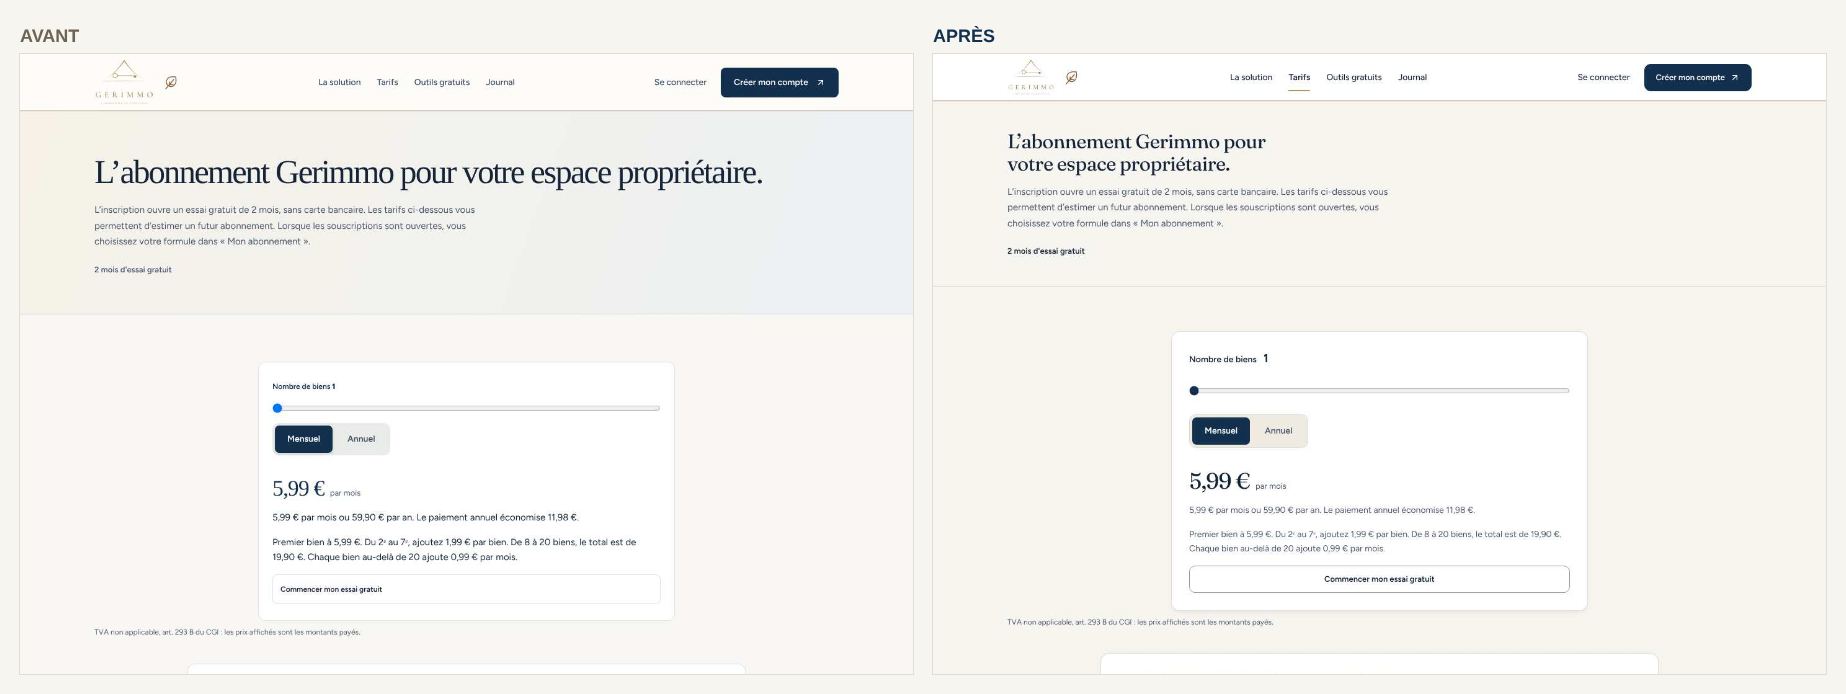 AVANT
GERIMMO
La solution Tarifs Outils gratuits Journal
Se connecter Créer mon compte
L’abonnement Gerimmo pour votre espace propriétaire.
L’inscription ouvre un essai gratuit de 2 mois, sans carte bancaire. Les tarifs ci-dessous vous
permettent d’estimer un futur abonnement. Lorsque les souscriptions sont ouvertes, vous
choisissez votre formule dans « Mon abonnement ».
2 mois d’essai gratuit
Nombre de biens 1
Mensuel Annuel
5,99 € par mois
5,99 € par mois ou 59,90 € par an. Le paiement annuel économise 11,98 €.
Premier bien à 5,99 €. Du 2ᵉ au 7ᵉ, ajoutez 1,99 € par bien. De 8 à 20 biens, le total est de
19,90 €. Chaque bien au-delà de 20 ajoute 0,99 € par mois.
Commencer mon essai gratuit
TVA non applicable, art. 293 B du CGI : les prix affichés sont les montants payés.
APRÈS
GERIMMO
La solution Tarifs Outils gratuits Journal
Se connecter Créer mon compte
L’abonnement Gerimmo pour
votre espace propriétaire.
L’inscription ouvre un essai gratuit de 2 mois, sans carte bancaire. Les tarifs ci-dessous vous
permettent d’estimer un futur abonnement. Lorsque les souscriptions sont ouvertes, vous
choisissez votre formule dans « Mon abonnement ».
2 mois d’essai gratuit
Nombre de biens 1
Mensuel Annuel
5,99 € par mois
5,99 € par mois ou 59,90 € par an. Le paiement annuel économise 11,98 €.
Premier bien à 5,99 €. Du 2ᵉ au 7ᵉ, ajoutez 1,99 € par bien. De 8 à 20 biens, le total est de 19,90 €.
Chaque bien au-delà de 20 ajoute 0,99 € par mois.
Commencer mon essai gratuit
TVA non applicable, art. 293 B du CGI : les prix affichés sont les montants payés.